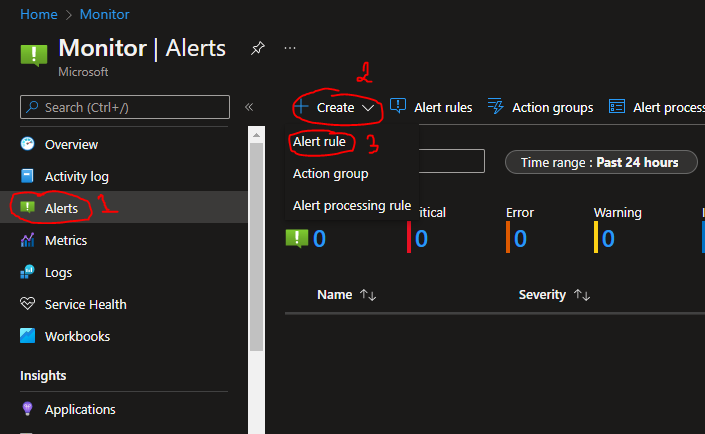 Home > Monitor
Monitor | Alerts ...
Microsoft
Search (Ctrl+/) «
Overview
Activity log
Alerts 1
Metrics
Logs
Service Health
Workbooks
Insights
Applications
2
+ Create Alert rules Action groups Alert proces
Alert rule 3
Action group
Alert processing rule
Time range : Past 24 hours
itical Error Warning
0 0 0 0
Name ↑↓ Severity ↑↓